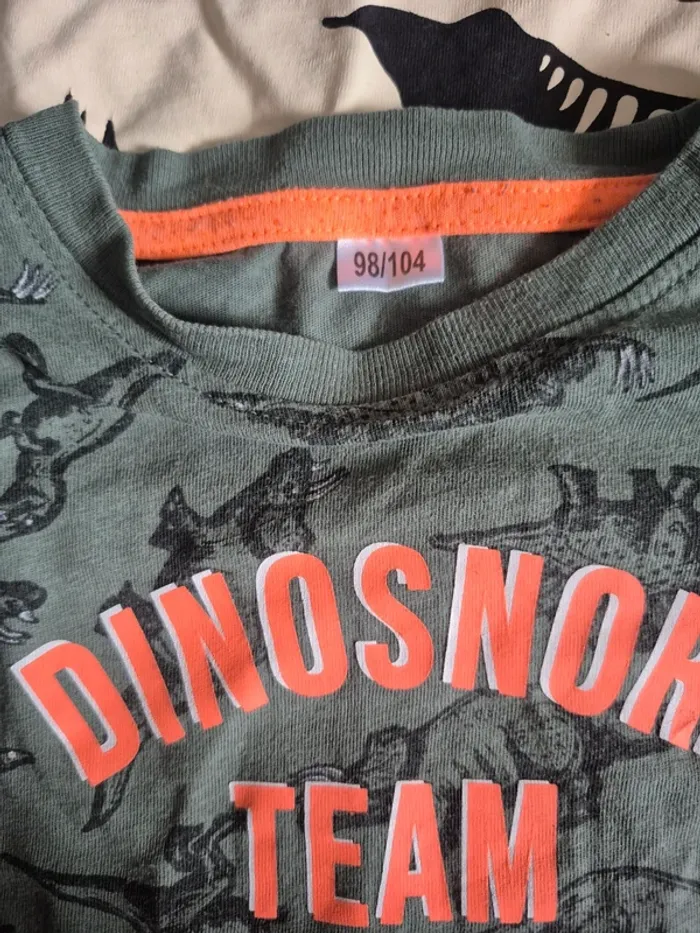 98/104
DINOSNOR
TEAM